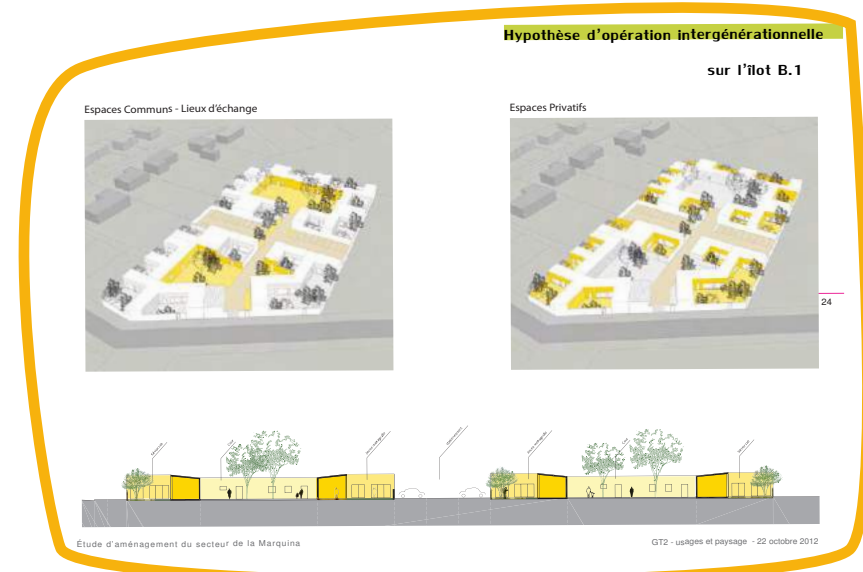 Hypothèse d'opération intergénérationnelle
sur l'îlot B.1
Espaces Communs - Lieux d'échange
Espaces Privatifs
24
Étude d'aménagement du secteur de la Marquina
GT2 - usages et paysage - 22 octobre 2012